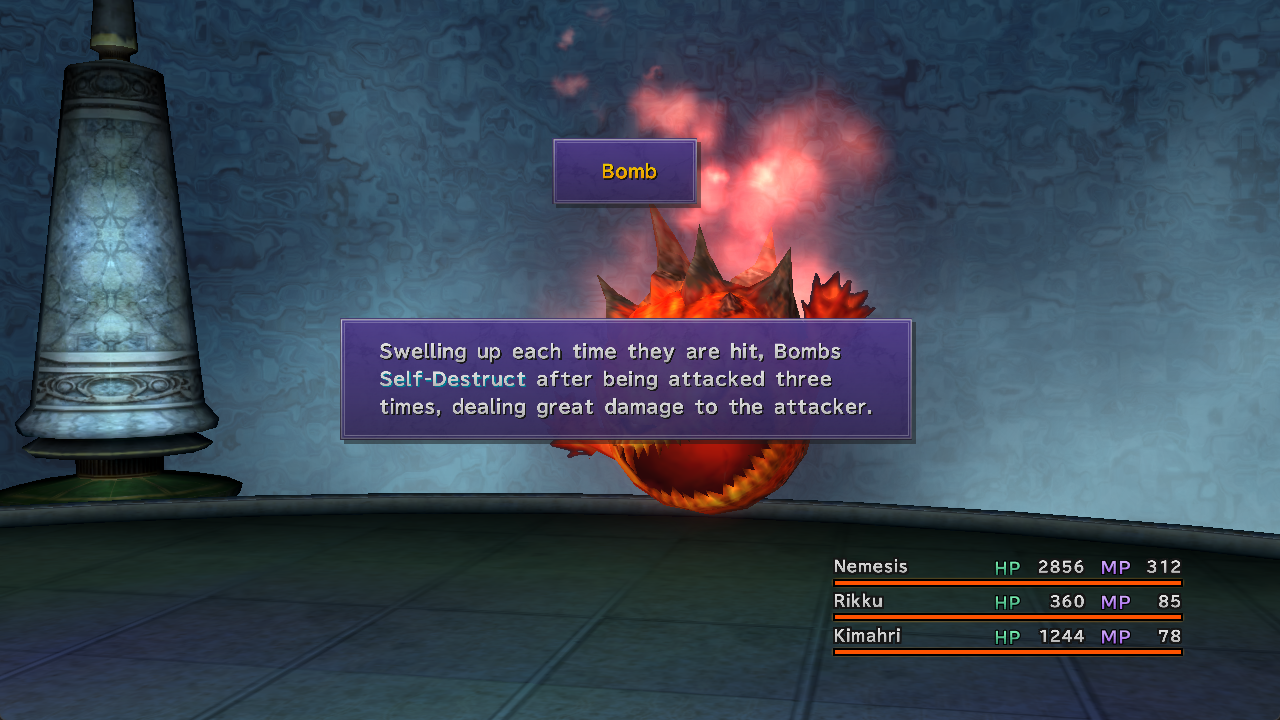 Bomb
Swelling up each time they are hit, Bombs
Self-Destruct after being attacked three
times, dealing great damage to the attacker.
Nemesis HP 2856 MP 312
Rikku HP 360 MP 85
Kimahri HP 1244 MP 78